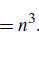 = n³.